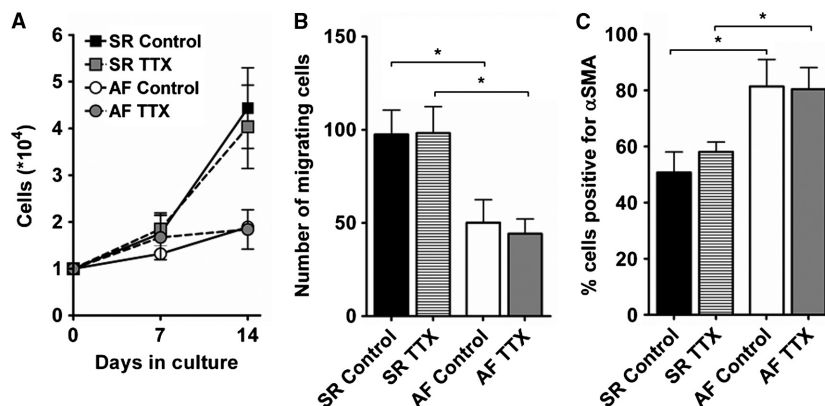 A
Cells (*10^4)
6
5
4
3
2
1
0
0
7
14
Days in culture
SR Control
SR TTX
AF Control
AF TTX
B
Number of migrating cells
150
100
50
0
*
*
SR Control
SR TTX
AF Control
AF TTX
C
% cells positive for αSMA
100
80
60
40
20
0
*
*
SR Control
SR TTX
AF Control
AF TTX